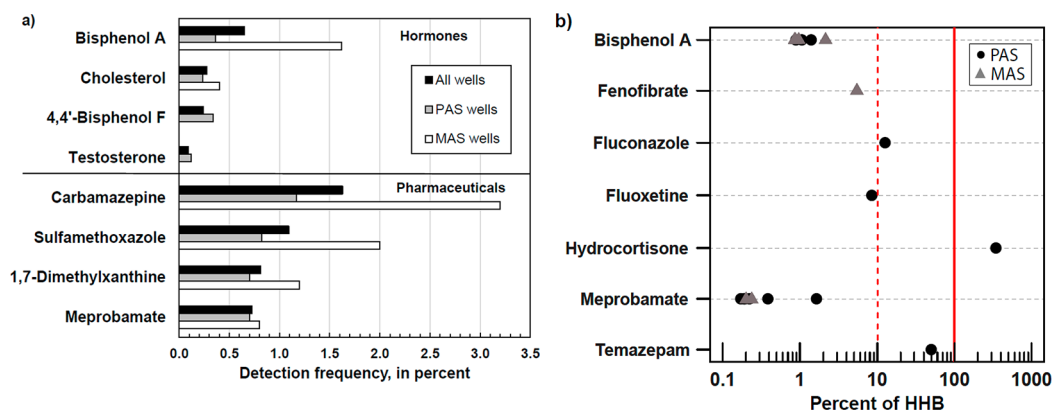 a)
Hormones
Bisphenol A
Cholesterol
4,4'-Bisphenol F
Testosterone
All wells
PAS wells
MAS wells
Pharmaceuticals
Carbamazepine
Sulfamethoxazole
1,7-Dimethylxanthine
Meprobamate
0.0 0.5 1.0 1.5 2.0 2.5 3.0 3.5
Detection frequency, in percent
b)
Bisphenol A
Fenofibrate
Fluconazole
Fluoxetine
Hydrocortisone
Meprobamate
Temazepam
PAS
MAS
0.1 1 10 100 1000
Percent of HHB